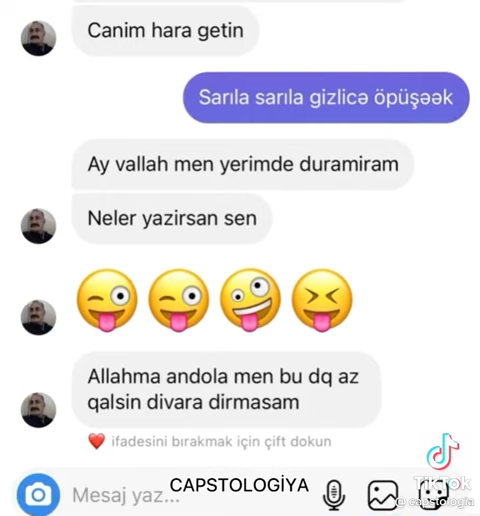 Canim hara getin
Sarıla sarıla gizlicə öpüşəək
Ay vallah men yerimde duramiram
Neler yazirsan sen
Allahma andola men bu dq az
qalsin divara dirmasam
ifadesini bırakmak için çift dokun
Mesaj yaz...
CAPSTOLOGİYA
TikTok
@ capstologia